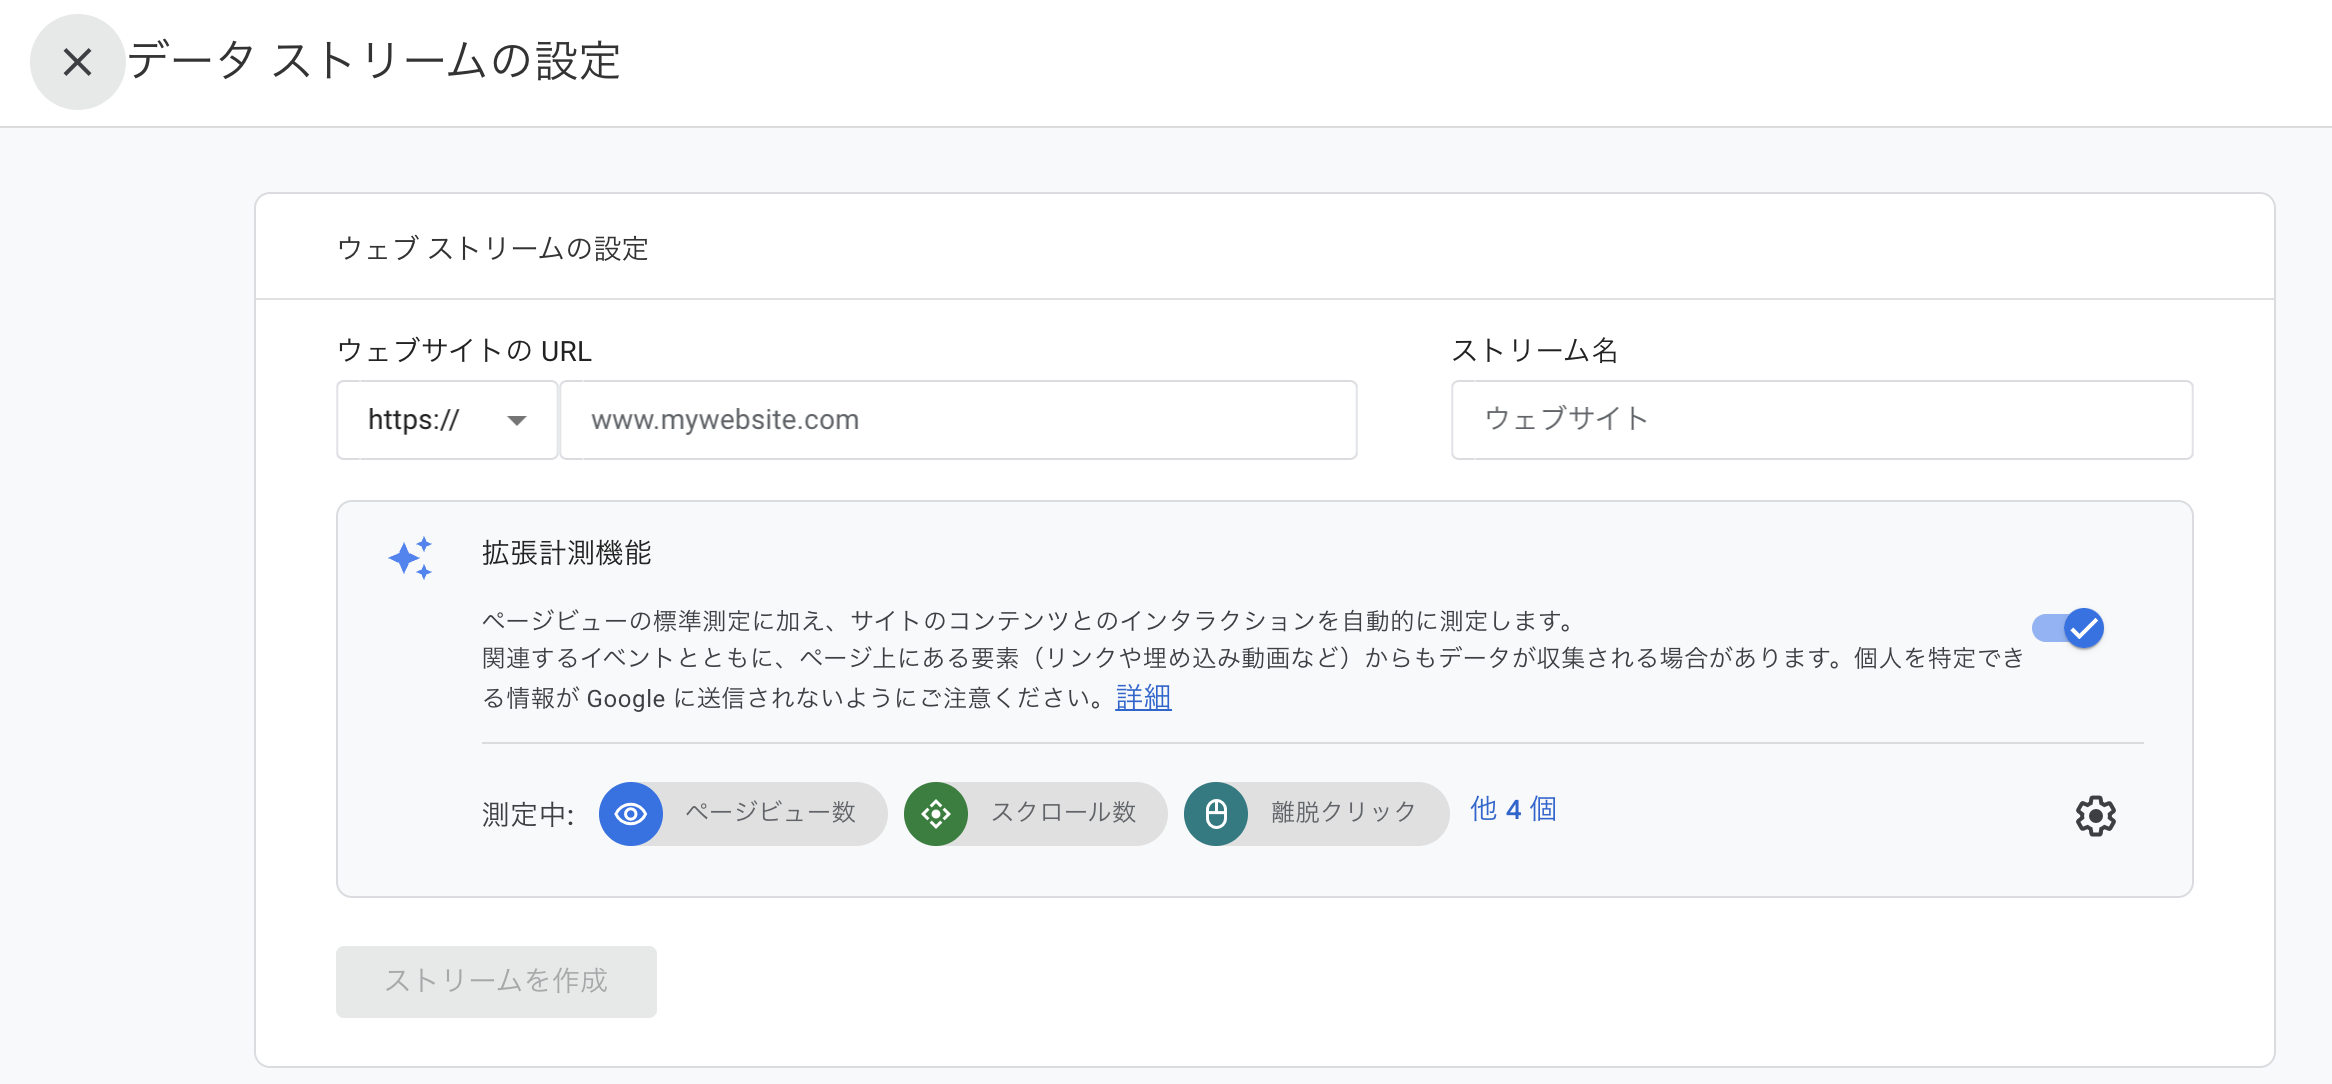 データ ストリームの設定
ウェブ ストリームの設定
ウェブサイトの URL
ストリーム名
https://
www.mywebsite.com
ウェブサイト
拡張計測機能
ページビューの標準測定に加え、サイトのコンテンツとのインタラクションを自動的に測定します。
関連するイベントとともに、ページ上にある要素（リンクや埋め込み動画など）からもデータが収集される場合があります。個人を特定でき
る情報が Google に送信されないようにご注意ください。詳細
測定中: ページビュー数 スクロール数 離脱クリック 他 4 個
ストリームを作成